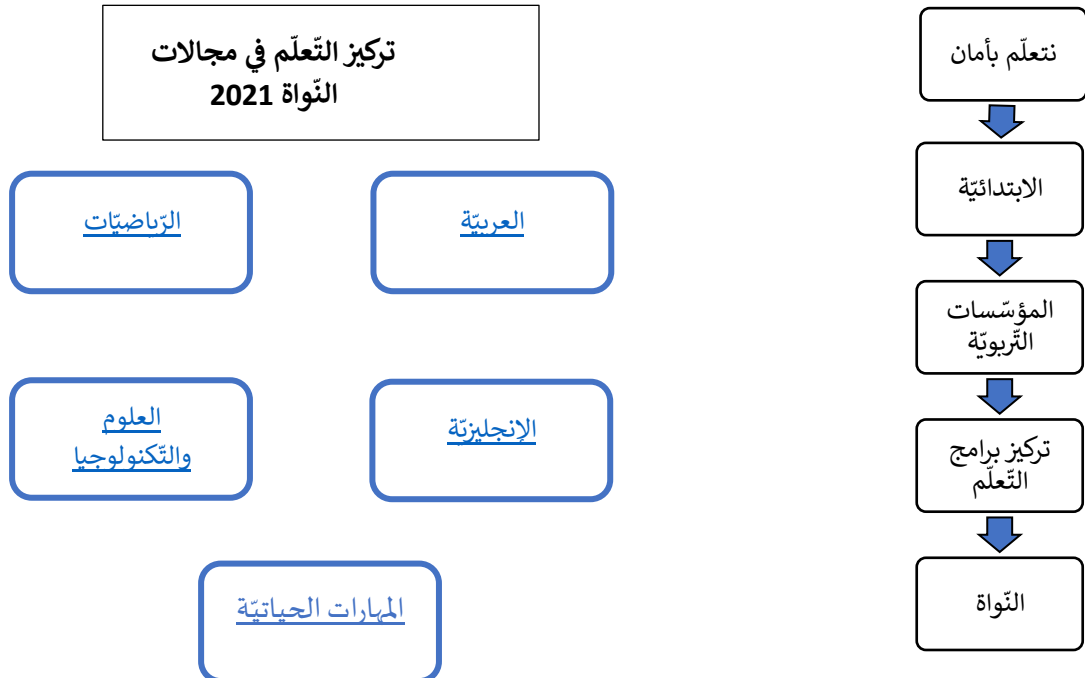 تركيز التّعلّم في مجالات
النّواة 2021
العربيّة
الرّياضيّات
الإنجليزيّة
العلوم
والتّكنولوجيا
المهارات الحياتيّة
نتعلّم بأمان
الابتدائيّة
المؤسّسات
التّربويّة
تركيز برامج
التّعلّم
النّواة